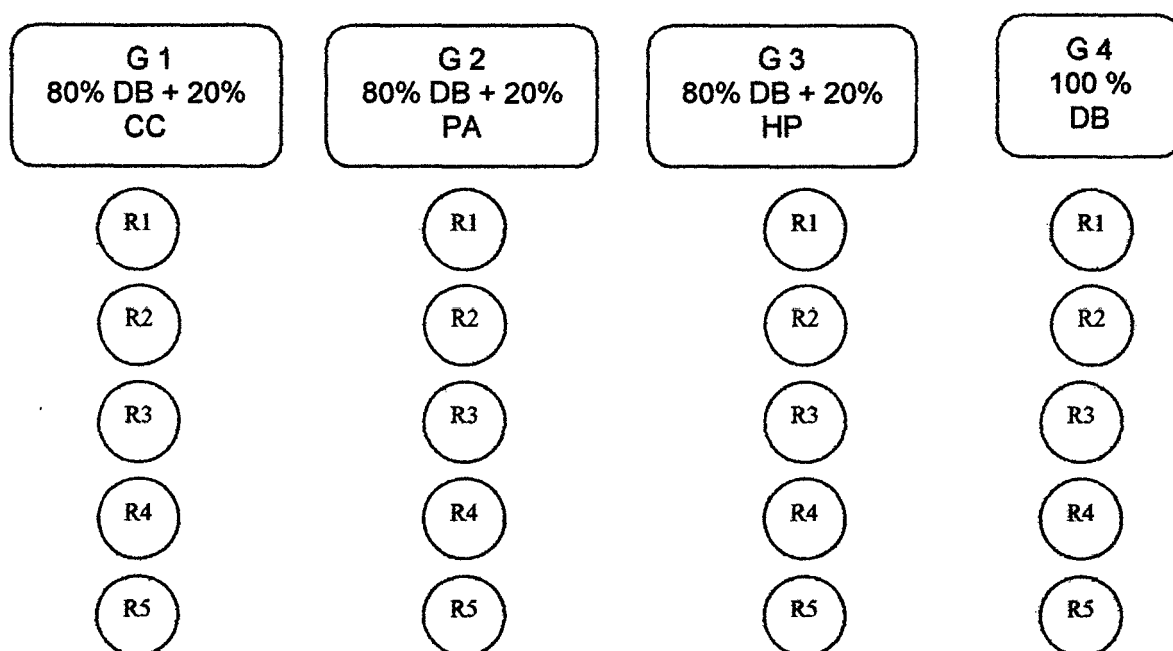 G 1
80% DB + 20%
CC
G 2
80% DB + 20%
PA
G 3
80% DB + 20%
HP
G 4
100 %
DB
R1
R1
R1
R1
R2
R2
R2
R2
R3
R3
R3
R3
R4
R4
R4
R4
R5
R5
R5
R5